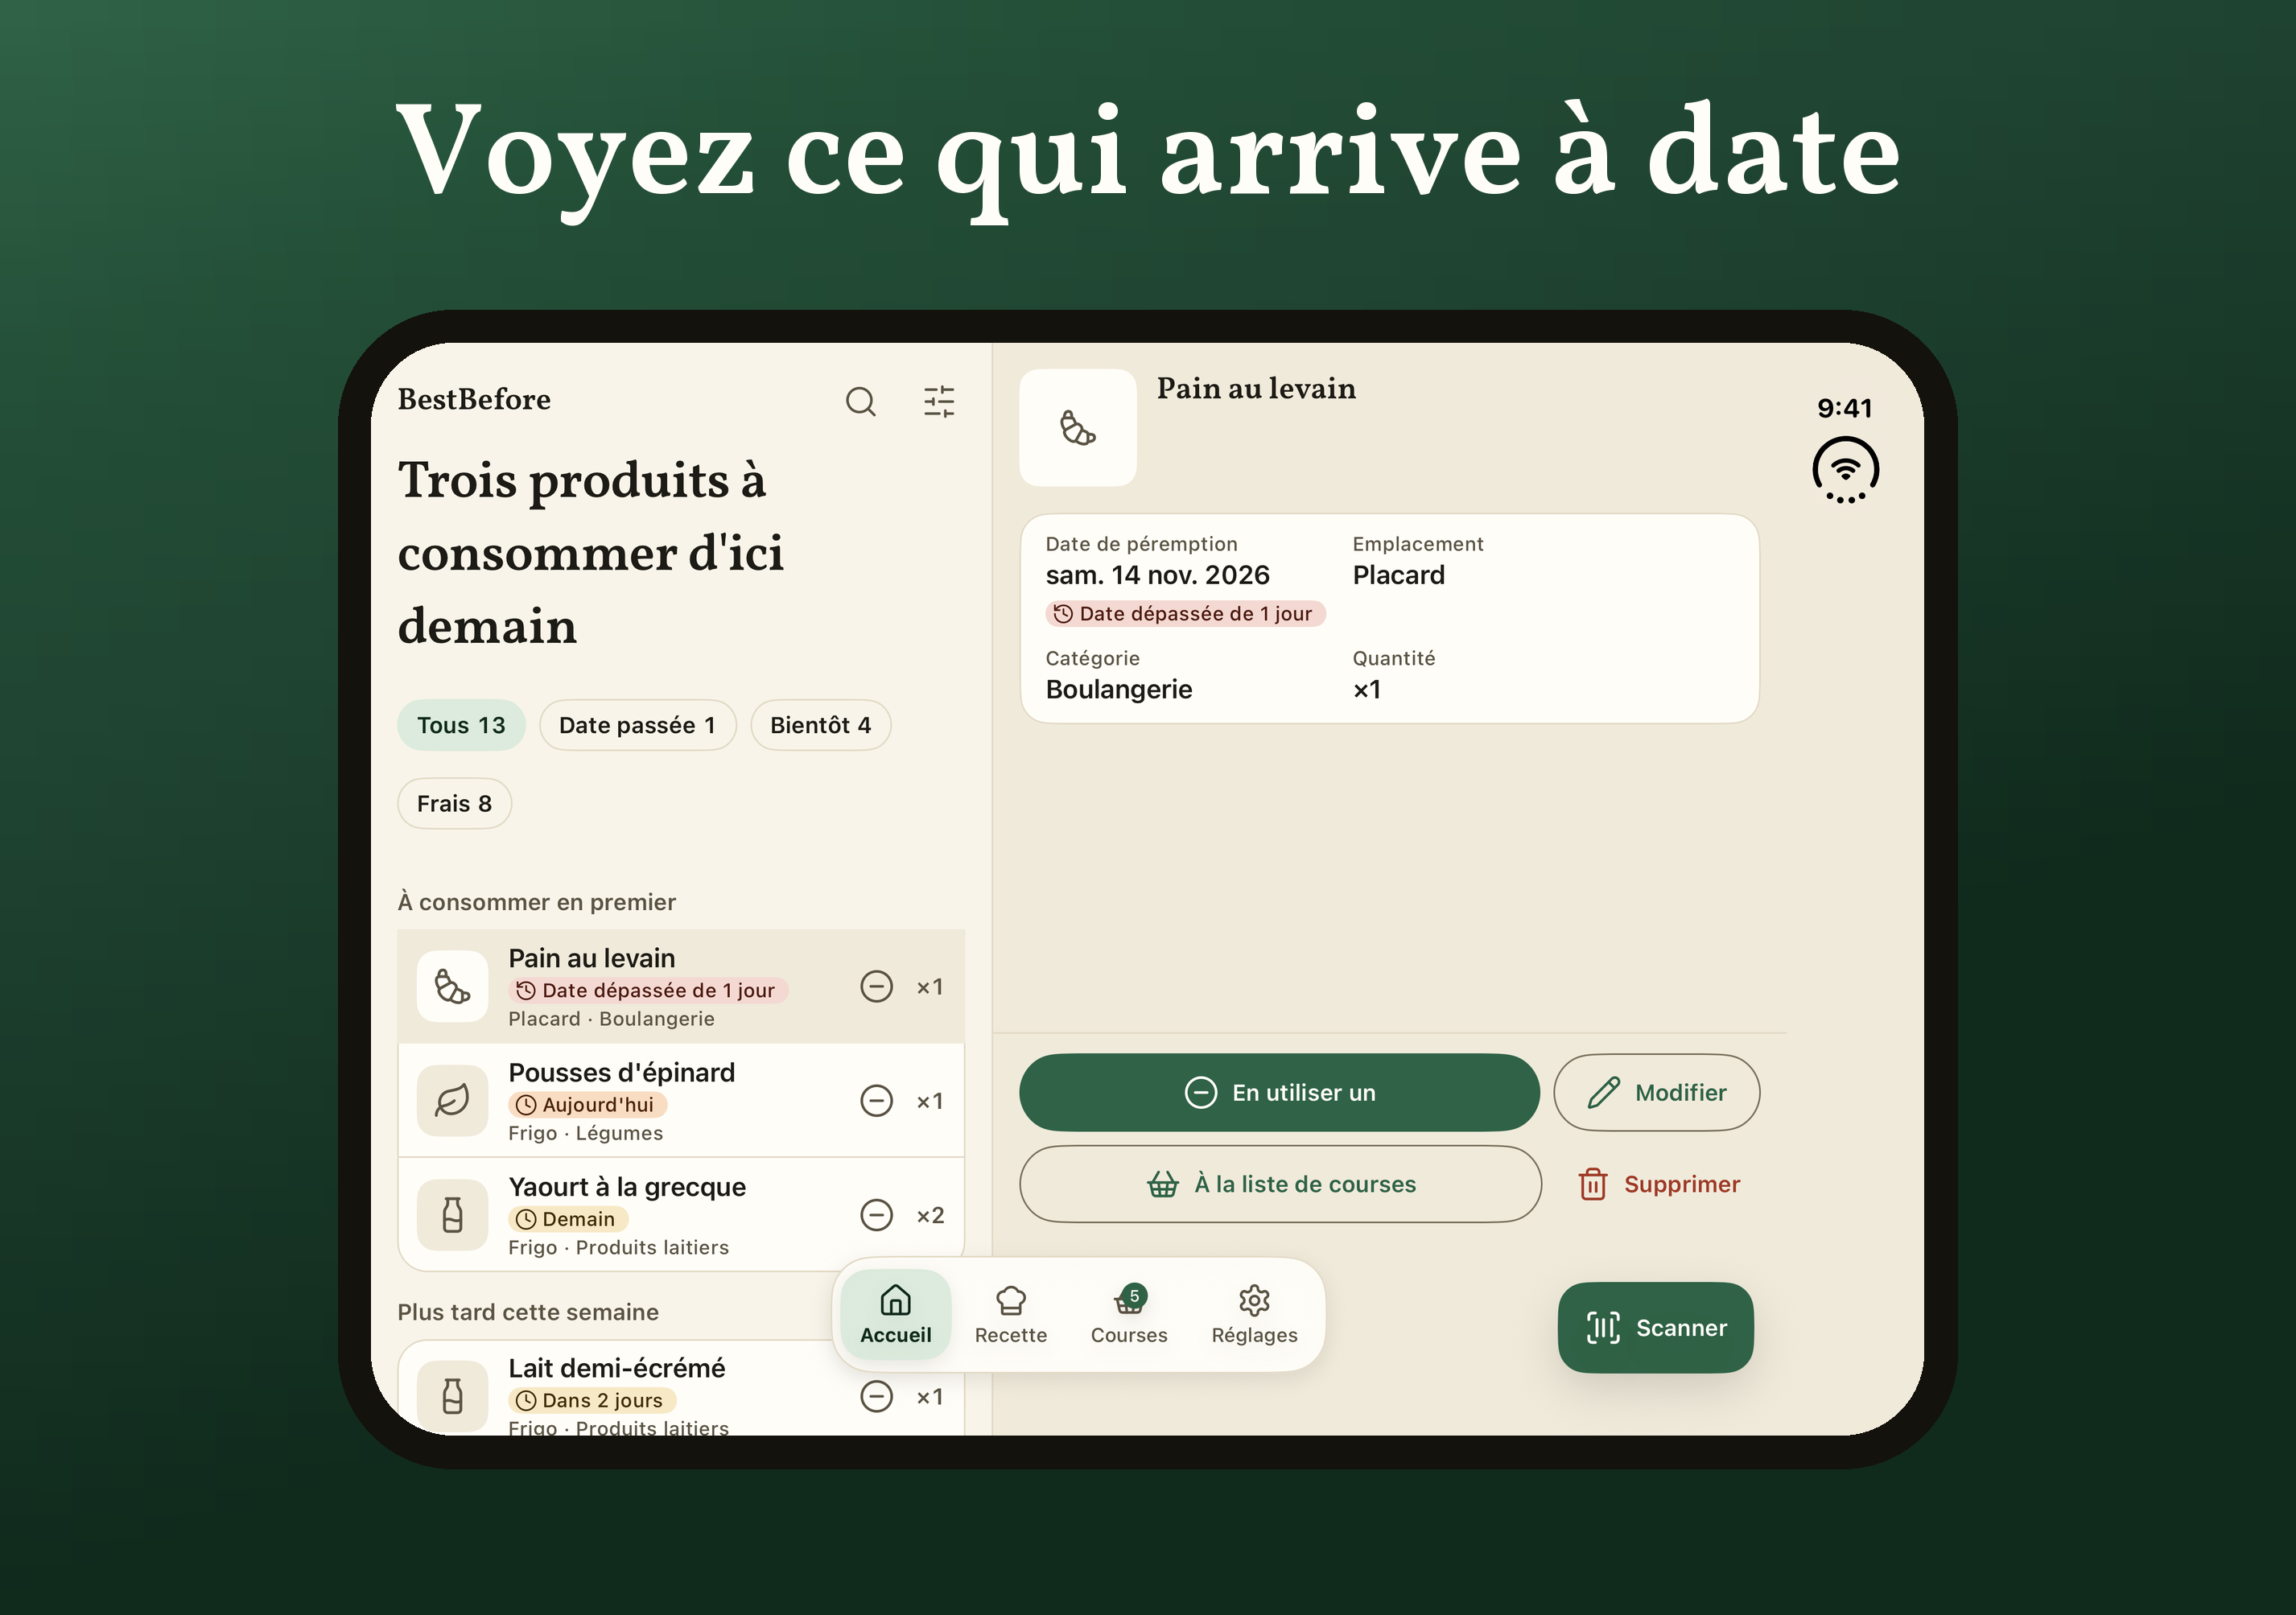 Voyez ce qui arrive à date
BestBefore
Trois produits à
consommer d'ici
demain
Tous 13
Date passée 1
Bientôt 4
Frais 8
À consommer en premier
Pain au levain
Date dépassée de 1 jour
Placard · Boulangerie
×1
Pousses d'épinard
Aujourd'hui
Frigo · Légumes
×1
Yaourt à la grecque
Demain
Frigo · Produits laitiers
×2
Plus tard cette semaine
Lait demi-écrémé
Dans 2 jours
Frigo · Produits laitiers
×1
Pain au levain
9:41
Date de péremption
sam. 14 nov. 2026
Date dépassée de 1 jour
Emplacement
Placard
Catégorie
Boulangerie
Quantité
×1
En utiliser un
Modifier
À la liste de courses
Supprimer
Accueil
Recette
5
Courses
Réglages
Scanner